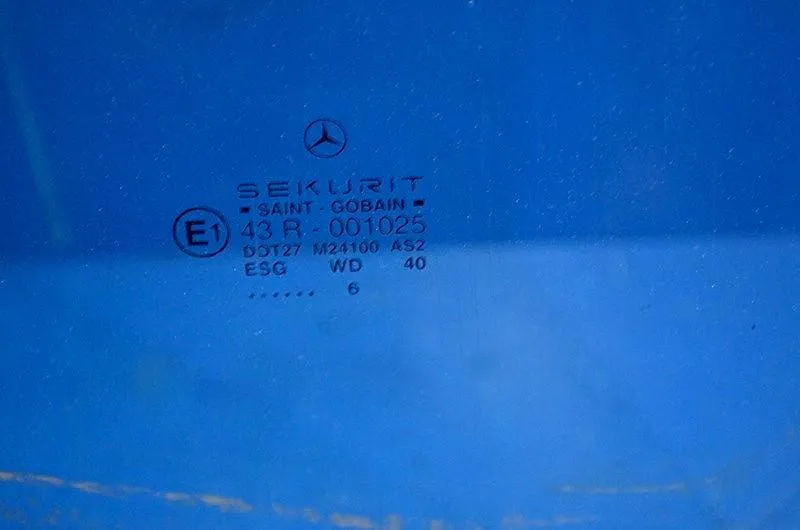 SEKURIT
SAINT - GOBAIN
E1 43 R - 001025
DOT27 M24100 AS2
ESG WD 40
...... 6